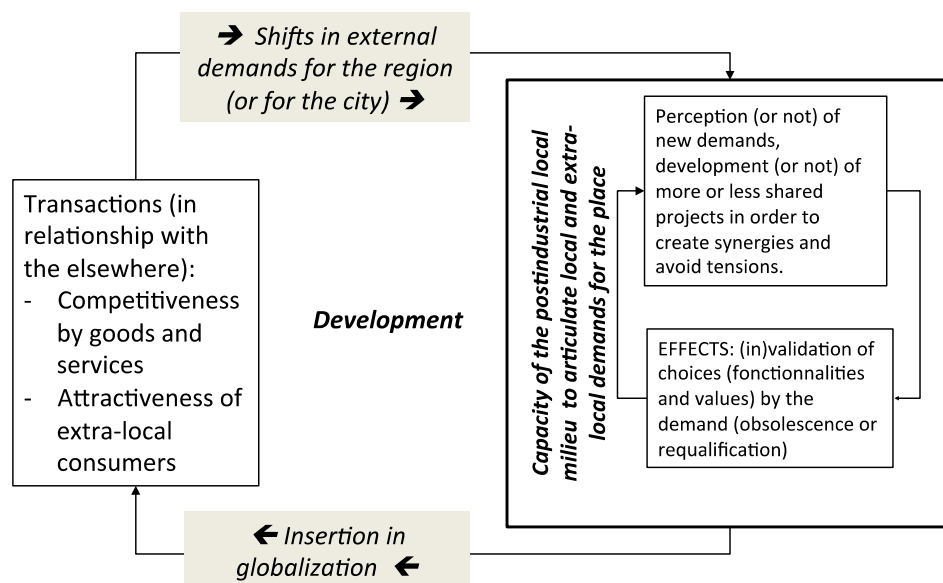 ➔ Shifts in external
demands for the region
(or for the city) ➔
Transactions (in
relationship with
the elsewhere):
- Competitiveness
by goods and
services
- Attractiveness of
extra-local
consumers
Development
Capacity of the postindustrial local
milieu to articulate local and extra-
local demands for the place
Perception (or not) of
new demands,
development (or not) of
more or less shared
projects in order to
create synergies and
avoid tensions.
EFFECTS: (in)validation of
choices (fonctionnalities
and values) by the
demand (obsolescence or
requalification)
🡰 Insertion in
globalization 🡰